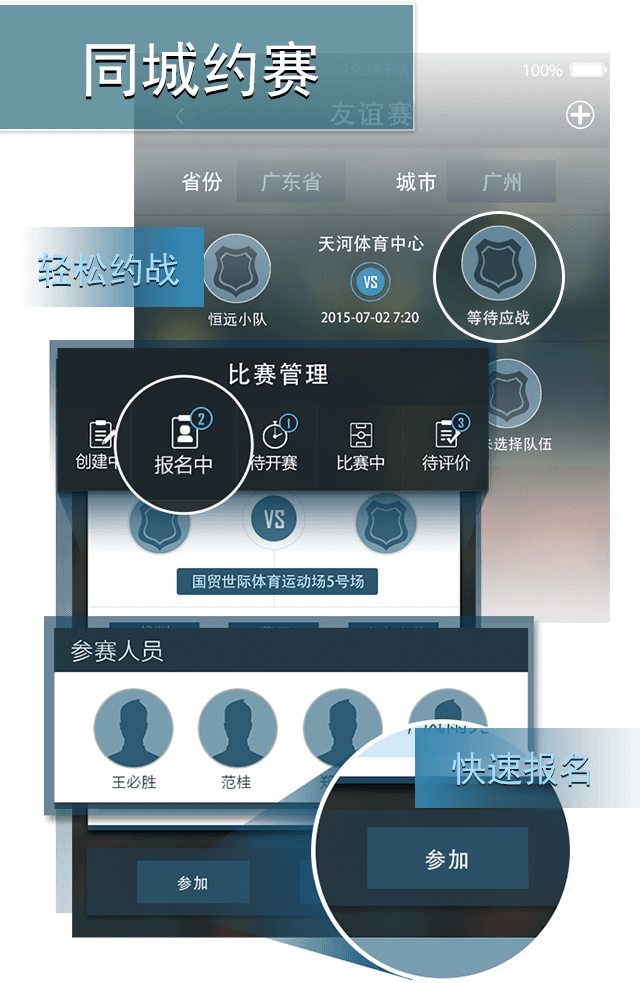 同城约赛
100%
友谊赛
省份 广东省 城市 广州
轻松约战
天河体育中心
VS
恒远小队
2015-07-02 7:20
等待应战
比赛管理
2
1
3
创建中
报名中
待开赛
比赛中
待评价
选择队伍
VS
国贸世际体育运动场5号场
参赛人员
王必胜
范桂
快速报名
参加
参加